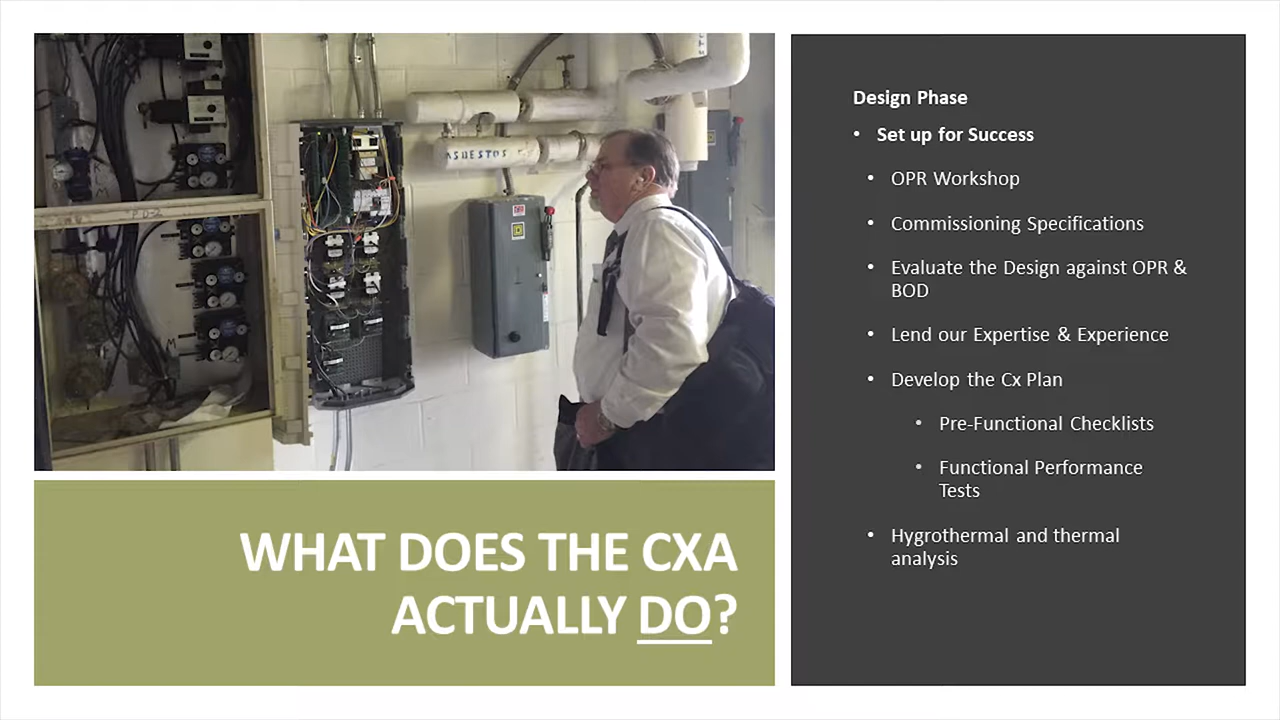 ASBESTOS
WHAT DOES THE CXA
ACTUALLY DO?
Design Phase
• Set up for Success
• OPR Workshop
• Commissioning Specifications
• Evaluate the Design against OPR &
BOD
• Lend our Expertise & Experience
• Develop the Cx Plan
• Pre-Functional Checklists
• Functional Performance
Tests
• Hygrothermal and thermal
analysis